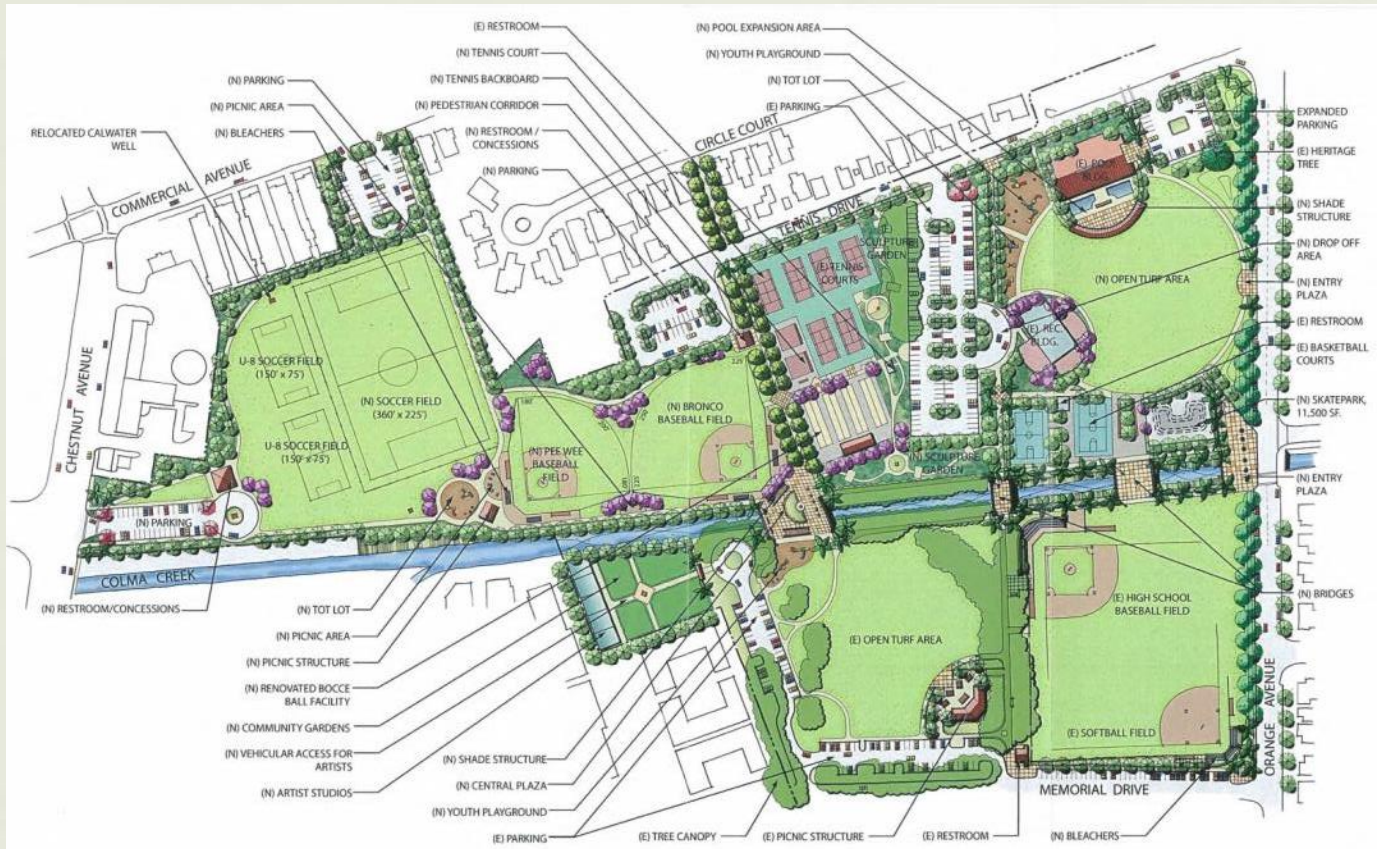 (E) RESTROOM
(N) TENNIS COURT
(N) TENNIS BACKBOARD
(N) PEDESTRIAN CORRIDOR
(N) RESTROOM /
CONCESSIONS
(N) PARKING
(N) PARKING
(N) PICNIC AREA
(N) BLEACHERS
RELOCATED CALWATER
WELL
(N) POOL EXPANSION AREA
(N) YOUTH PLAYGROUND
(N) TOT LOT
(E) PARKING
EXPANDED
PARKING
(E) HERITAGE
TREE
(N) SHADE
STRUCTURE
(N) DROP OFF
AREA
(N) ENTRY
PLAZA
(E) RESTROOM
(E) BASKETBALL
COURTS
(N) SKATEPARK,
11,500 SF.
(N) ENTRY
PLAZA
(N) BRIDGES
COMMERCIAL AVENUE
CIRCLE COURT
TENNIS DRIVE
CHESTNUT AVENUE
ORANGE AVENUE
MEMORIAL DRIVE
COLMA CREEK
(E) POOL
BLDG.
(E)
SCULPTURE
GARDEN
(E) TENNIS
COURTS
(N) OPEN TURF AREA
(E) REC.
BLDG.
U-8 SOCCER FIELD
(150' x 75')
(N) SOCCER FIELD
(360' x 225')
U-8 SOCCER FIELD
(150' x 75')
(N) PEE WEE
BASEBALL
FIELD
(N) BRONCO
BASEBALL FIELD
180'
225'
(N) SCULPTURE
GARDEN
(N) PARKING
(E) OPEN TURF AREA
(E) HIGH SCHOOL
BASEBALL FIELD
(E) SOFTBALL FIELD
(N) RESTROOM/CONCESSIONS
(N) TOT LOT
(N) PICNIC AREA
(N) PICNIC STRUCTURE
(N) RENOVATED BOCCE
BALL FACILITY
(N) COMMUNITY GARDENS
(N) VEHICULAR ACCESS FOR
ARTISTS
(N) ARTIST STUDIOS
(N) SHADE STRUCTURE
(N) CENTRAL PLAZA
(N) YOUTH PLAYGROUND
(E) PARKING
(E) TREE CANOPY
(E) PICNIC STRUCTURE
(E) RESTROOM
(N) BLEACHERS